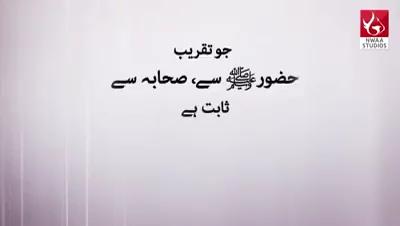 NWAA
STUDIOS
جو تقریب
حضور ﷺ سے، صحابہ سے
ثابت ہے